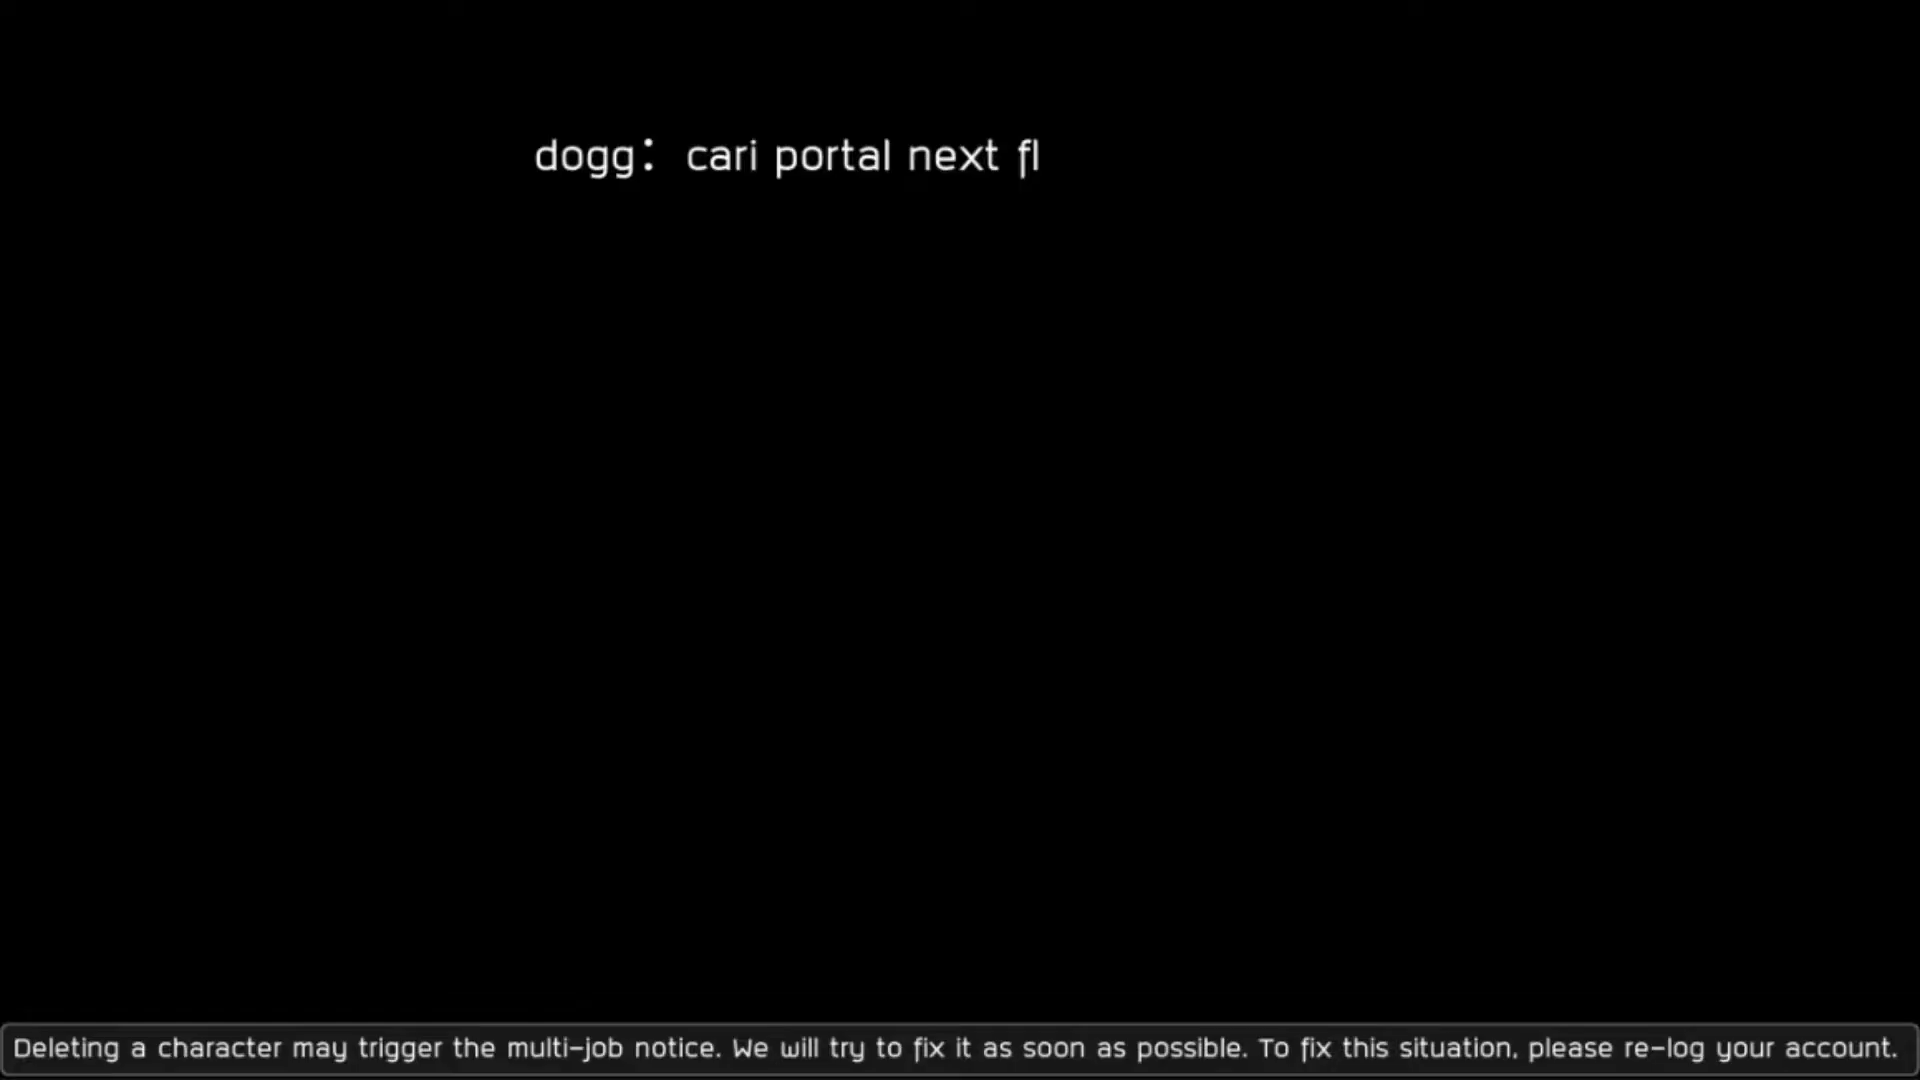 dogg: cari portal next fl
Deleting a character may trigger the multi-job notice. We will try to fix it as soon as possible. To fix this situation, please re-log your account.